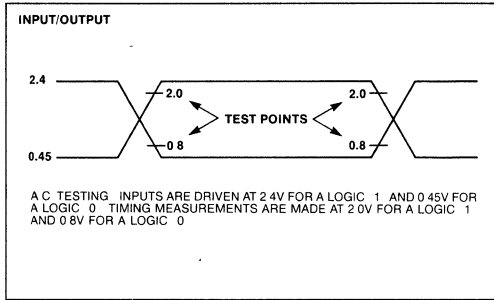 INPUT/OUTPUT
2.4
2.0
2.0
TEST POINTS
0 8
0.8
0.45
A C TESTING INPUTS ARE DRIVEN AT 2 4V FOR A LOGIC 1 AND 0 45V FOR
A LOGIC 0 TIMING MEASUREMENTS ARE MADE AT 2 0V FOR A LOGIC 1
AND 0 8V FOR A LOGIC 0